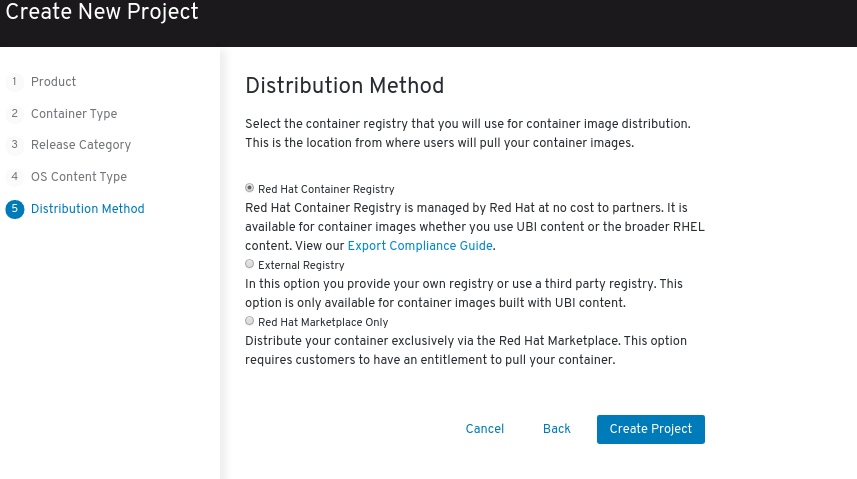 Create New Project
1 Product
2 Container Type
3 Release Category
4 OS Content Type
5 Distribution Method
Distribution Method
Select the container registry that you will use for container image distribution.
This is the location from where users will pull your container images.
Red Hat Container Registry
Red Hat Container Registry is managed by Red Hat at no cost to partners. It is
available for container images whether you use UBI content or the broader RHEL
content. View our Export Compliance Guide.
External Registry
In this option you provide your own registry or use a third party registry. This
option is only available for container images built with UBI content.
Red Hat Marketplace Only
Distribute your container exclusively via the Red Hat Marketplace. This option
requires customers to have an entitlement to pull your container.
Cancel Back Create Project